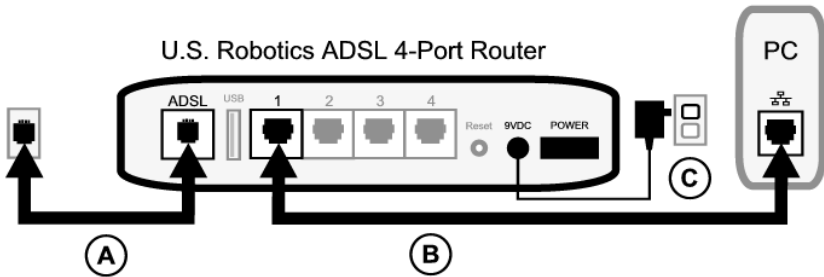 U.S. Robotics ADSL 4-Port Router
PC
ADSL
USB
1
2
3
4
Reset
9VDC
POWER
A
B
C